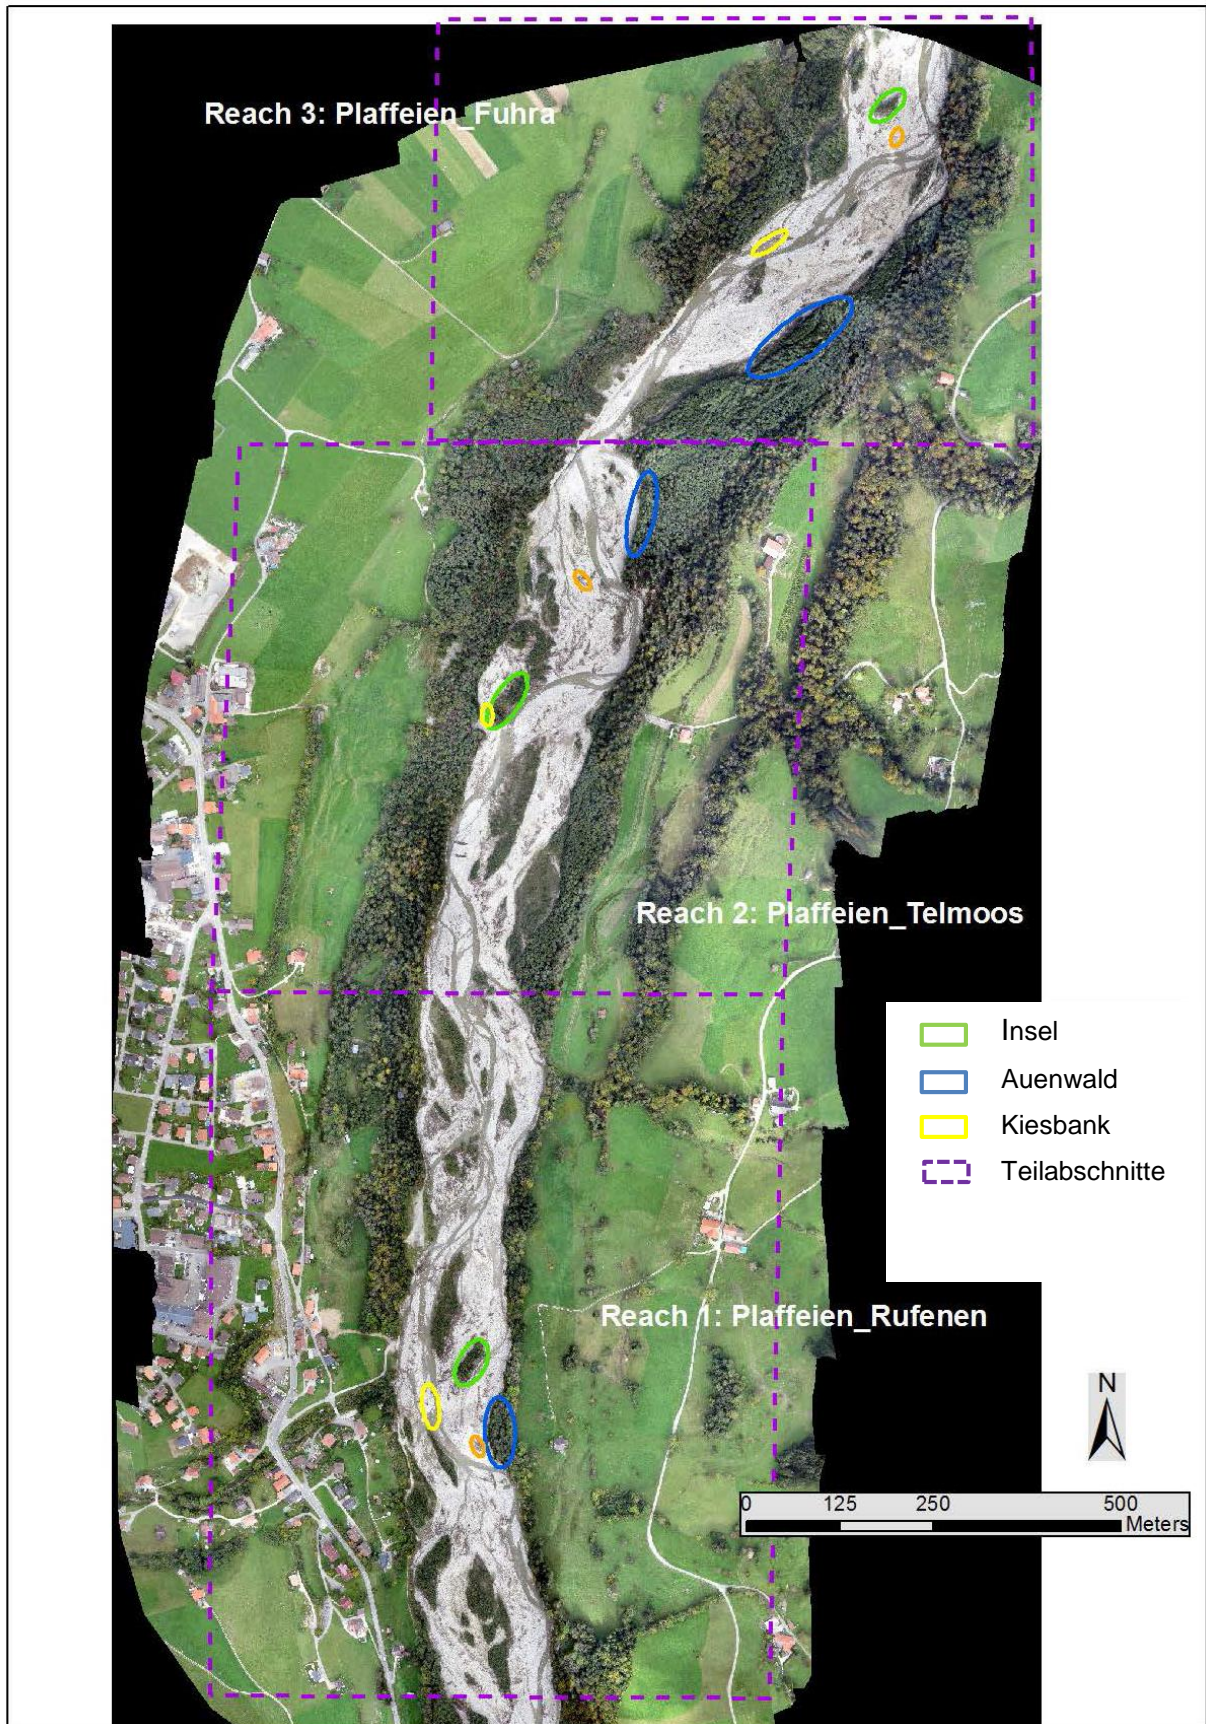 Reach 3: Plaffeien_Fuhra
Reach 2: Plaffeien_Telmoos
Insel
Auenwald
Kiesbank
Teilabschnitte
Reach 1: Plaffeien_Rufenen
N
0 125 250 500
Meters